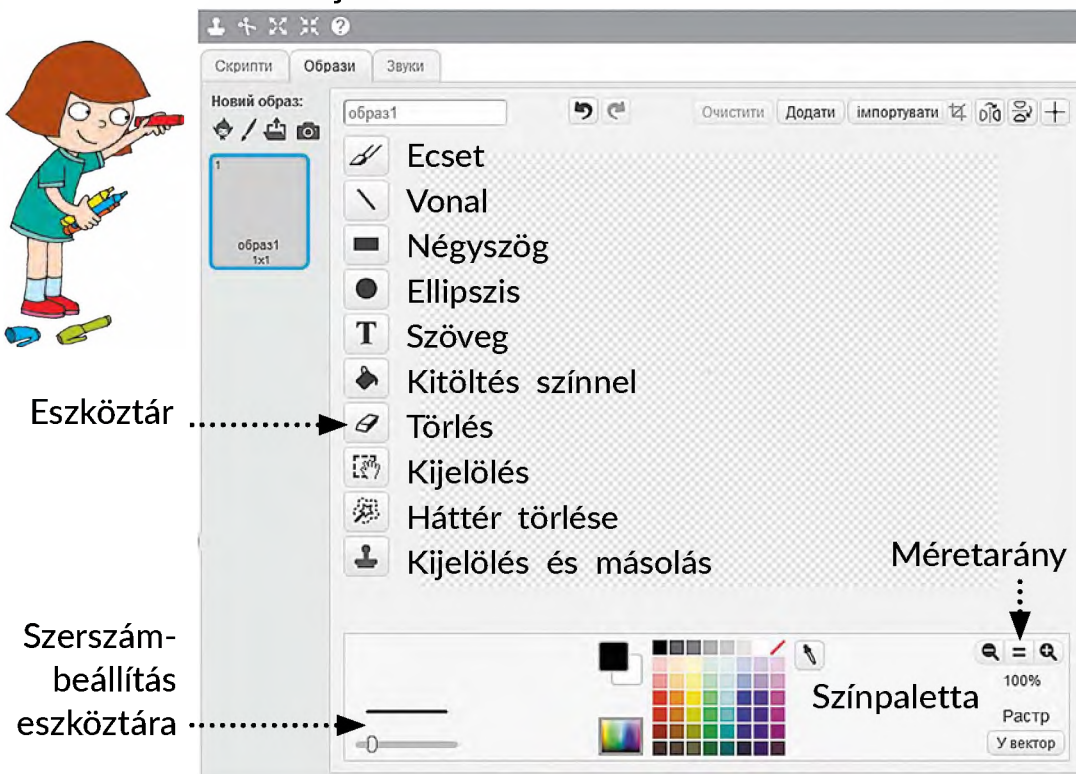 Скрипти Образи Звуки
Новий образ:
образ1
Очистити Додати імпортувати
1
образ1
1x1
Ecset
Vonal
Négyszög
Ellipszis
T Szöveg
Kitöltés színnel
Eszköztár
Törlés
Kijelölés
Háttér törlése
Kijelölés és másolás
Méretarány
Szerszám-
beállítás
eszköztára
Színpaletta
100%
Растр
У вектор